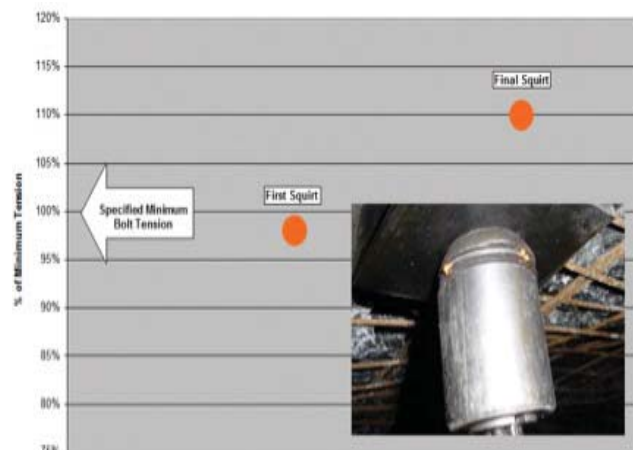 120%
115%
110%
105%
100%
95%
90%
85%
80%
75%
% of Minimum Tension
Specified Minimum
Bolt Tension
First Squirt
Final Squirt